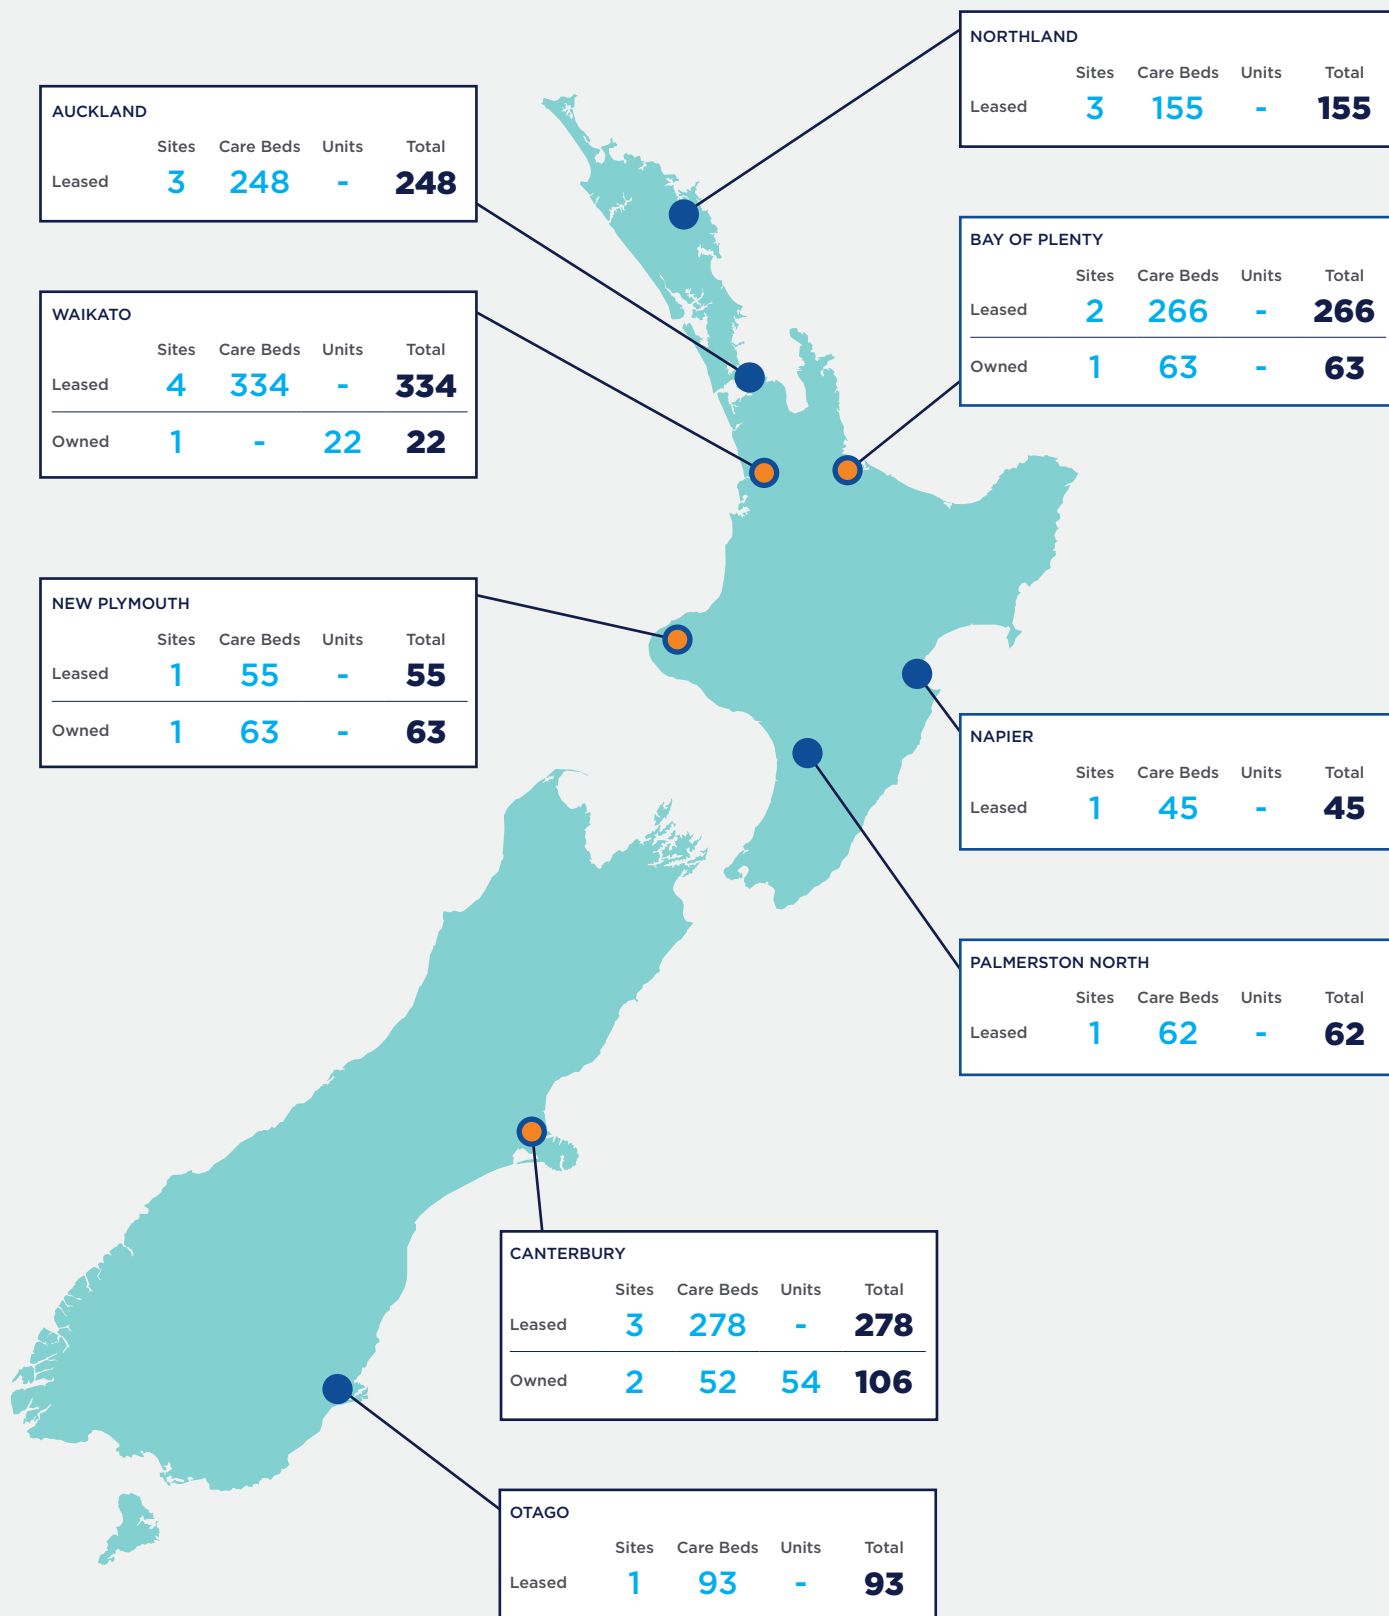 NORTHLAND
Sites Care Beds Units Total
Leased 3 155 - 155
AUCKLAND
Sites Care Beds Units Total
Leased 3 248 - 248
BAY OF PLENTY
Sites Care Beds Units Total
Leased 2 266 - 266
Owned 1 63 - 63
WAIKATO
Sites Care Beds Units Total
Leased 4 334 - 334
Owned 1 - 22 22
NEW PLYMOUTH
Sites Care Beds Units Total
Leased 1 55 - 55
Owned 1 63 - 63
NAPIER
Sites Care Beds Units Total
Leased 1 45 - 45
PALMERSTON NORTH
Sites Care Beds Units Total
Leased 1 62 - 62
CANTERBURY
Sites Care Beds Units Total
Leased 3 278 - 278
Owned 2 52 54 106
OTAGO
Sites Care Beds Units Total
Leased 1 93 - 93